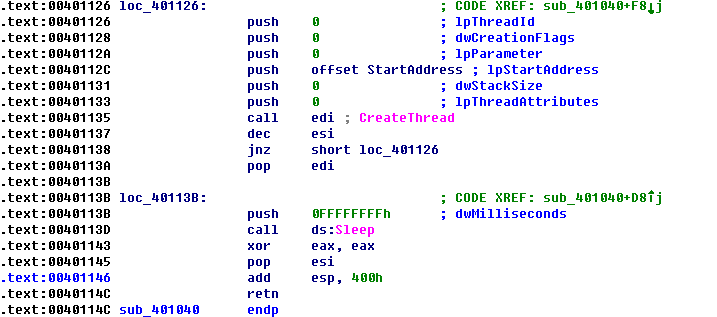 .text:00401126 loc_401126: ; CODE XREF: sub_401040+F8↓j
.text:00401126 push 0 ; lpThreadId
.text:00401128 push 0 ; dwCreationFlags
.text:0040112A push 0 ; lpParameter
.text:0040112C push offset StartAddress ; lpStartAddress
.text:00401131 push 0 ; dwStackSize
.text:00401133 push 0 ; lpThreadAttributes
.text:00401135 call edi ; CreateThread
.text:00401137 dec esi
.text:00401138 jnz short loc_401126
.text:0040113A pop edi
.text:0040113B
.text:0040113B loc_40113B: ; CODE XREF: sub_401040+D8↑j
.text:0040113B push 0FFFFFFFFh ; dwMilliseconds
.text:0040113D call ds:Sleep
.text:00401143 xor eax, eax
.text:00401145 pop esi
.text:00401146 add esp, 400h
.text:0040114C retn
.text:0040114C sub_401040 endp